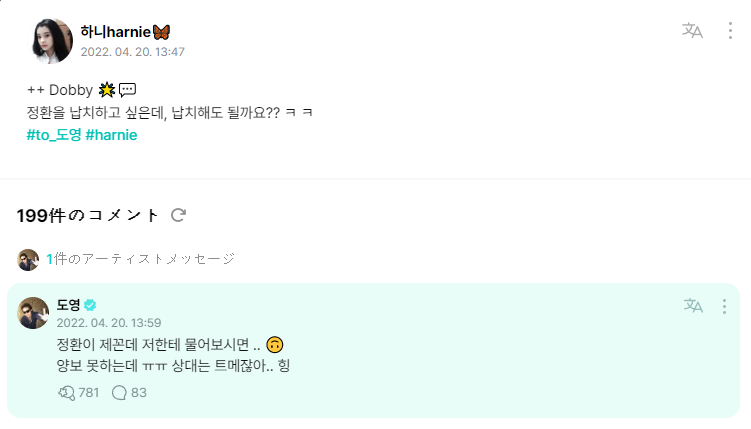 하니harnie🦋
2022. 04. 20. 13:47
++ Dobby 🌟💬
정환을 납치하고 싶은데, 납치해도 될까요?? ㅋ ㅋ
#to_도영 #harnie
199件のコメント
1件のアーティストメッセージ
도영
2022. 04. 20. 13:59
정환이 제꼰데 저한테 물어보시면 .. 🙃
양보 못하는데 ㅠㅠ 상대는 트메잖아.. 힝
781 83